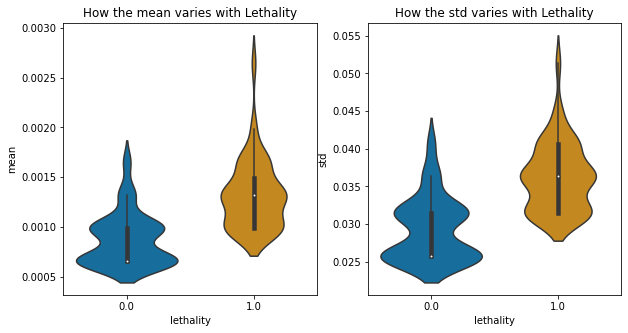 How the mean varies with Lethality
mean
0.0030
0.0025
0.0020
0.0015
0.0010
0.0005
0.0
1.0
lethality
How the std varies with Lethality
std
0.055
0.050
0.045
0.040
0.035
0.030
0.025
0.0
1.0
lethality